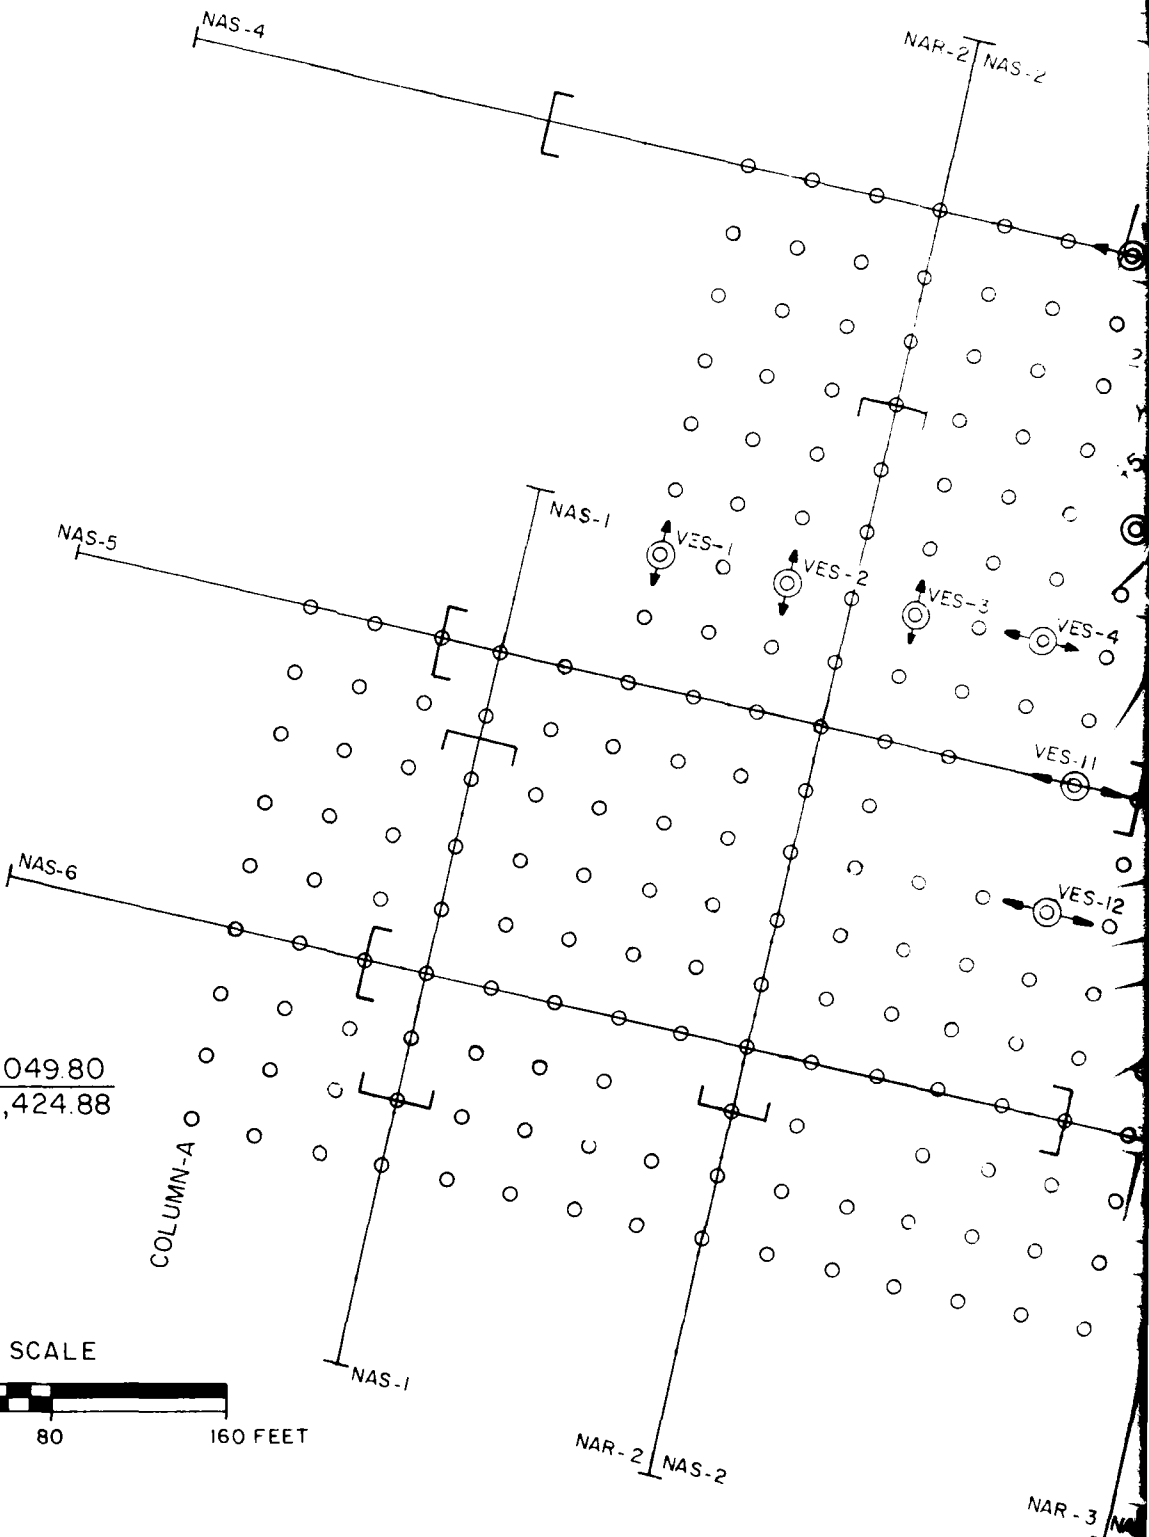 NAS-4
NAR-2
NAS-2
NAS-1
NAS-5
VES-1
VES-2
VES-3
VES-4
VES-11
NAS-6
VES-12
049.80
,424.88
COLUMN-A
SCALE
80
160 FEET
NAS-1
NAR-2
NAS-2
NAR-3